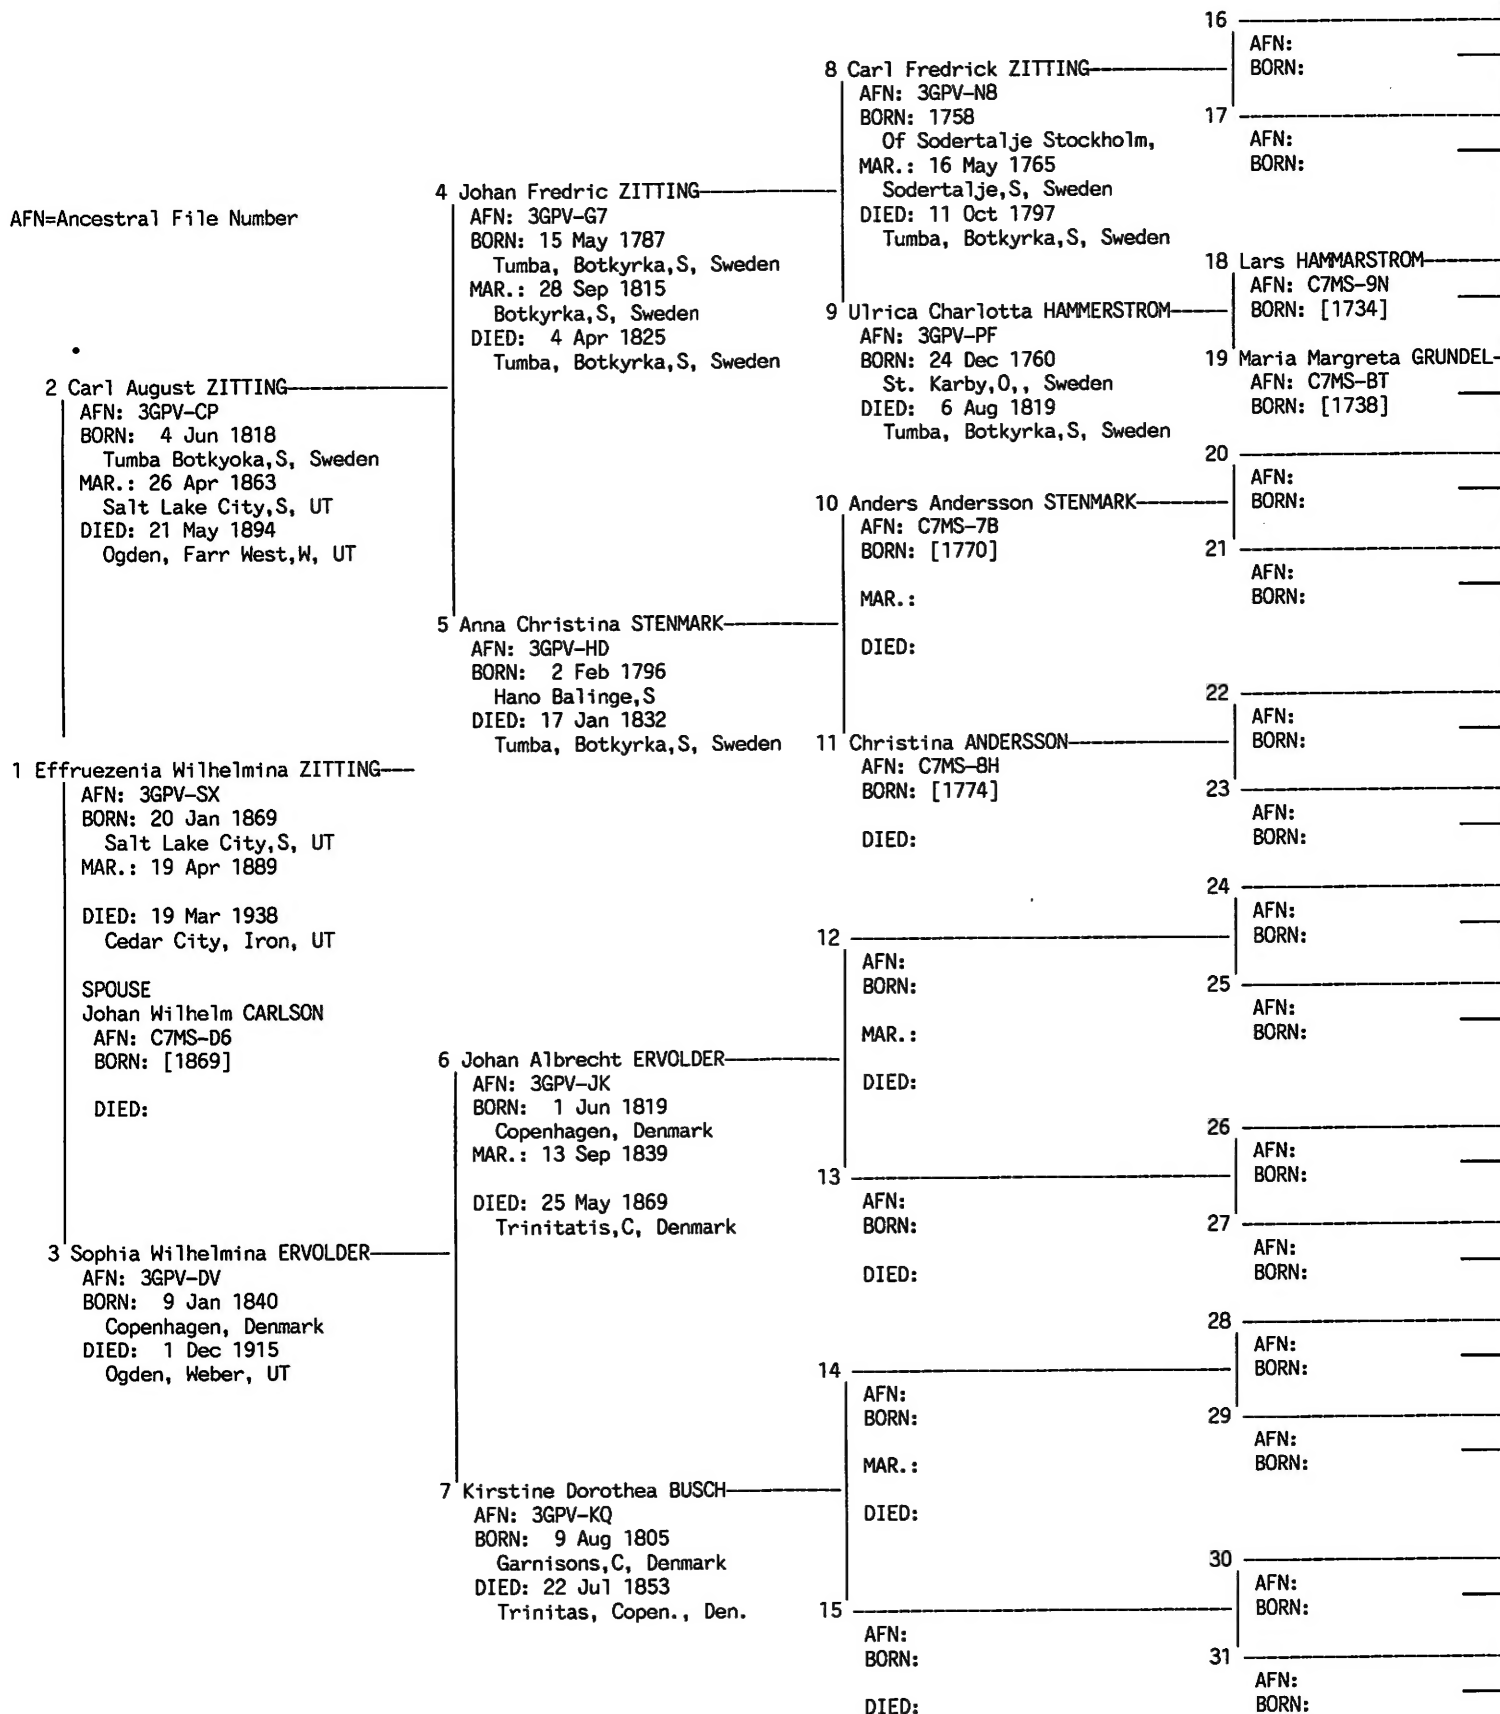 AFN=Ancestral File Number
1 Effruezenia Wilhelmina ZITTING
AFN: 3GPV-SX
BORN: 20 Jan 1869
Salt Lake City,S, UT
MAR.: 19 Apr 1889
DIED: 19 Mar 1938
Cedar City, Iron, UT
SPOUSE
Johan Wilhelm CARLSON
AFN: C7MS-D6
BORN: [1869]
DIED:
2 Carl August ZITTING
AFN: 3GPV-CP
BORN: 4 Jun 1818
Tumba Botkyoka,S, Sweden
MAR.: 26 Apr 1863
Salt Lake City,S, UT
DIED: 21 May 1894
Ogden, Farr West,W, UT
3 Sophia Wilhelmina ERVOLDER
AFN: 3GPV-DV
BORN: 9 Jan 1840
Copenhagen, Denmark
DIED: 1 Dec 1915
Ogden, Weber, UT
4 Johan Fredric ZITTING
AFN: 3GPV-G7
BORN: 15 May 1787
Tumba, Botkyrka,S, Sweden
MAR.: 28 Sep 1815
Botkyrka,S, Sweden
DIED: 4 Apr 1825
Tumba, Botkyrka,S, Sweden
5 Anna Christina STENMARK
AFN: 3GPV-HD
BORN: 2 Feb 1796
Hano Balinge,S
DIED: 17 Jan 1832
Tumba, Botkyrka,S, Sweden
6 Johan Albrecht ERVOLDER
AFN: 3GPV-JK
BORN: 1 Jun 1819
Copenhagen, Denmark
MAR.: 13 Sep 1839
DIED: 25 May 1869
Trinitatis,C, Denmark
7 Kirstine Dorothea BUSCH
AFN: 3GPV-KQ
BORN: 9 Aug 1805
Garnisons,C, Denmark
DIED: 22 Jul 1853
Trinitas, Copen., Den.
8 Carl Fredrick ZITTING
AFN: 3GPV-N8
BORN: 1758
Of Sodertalje Stockholm,
MAR.: 16 May 1765
Sodertalje,S, Sweden
DIED: 11 Oct 1797
Tumba, Botkyrka,S, Sweden
9 Ulrica Charlotta HAMMERSTROM
AFN: 3GPV-PF
BORN: 24 Dec 1760
St. Karby,O,, Sweden
DIED: 6 Aug 1819
Tumba, Botkyrka,S, Sweden
10 Anders Andersson STENMARK
AFN: C7MS-7B
BORN: [1770]
MAR.:
DIED:
11 Christina ANDERSSON
AFN: C7MS-8H
BORN: [1774]
DIED:
12
AFN:
BORN:
MAR.:
DIED:
13
AFN:
BORN:
DIED:
14
AFN:
BORN:
MAR.:
DIED:
15
AFN:
BORN:
DIED:
16
AFN:
BORN:
17
AFN:
BORN:
18 Lars HAMMARSTROM
AFN: C7MS-9N
BORN: [1734]
19 Maria Margreta GRUNDEL
AFN: C7MS-BT
BORN: [1738]
20
AFN:
BORN:
21
AFN:
BORN:
22
AFN:
BORN:
23
AFN:
BORN:
24
AFN:
BORN:
25
AFN:
BORN:
26
AFN:
BORN:
27
AFN:
BORN:
28
AFN:
BORN:
29
AFN:
BORN:
30
AFN:
BORN:
31
AFN:
BORN: